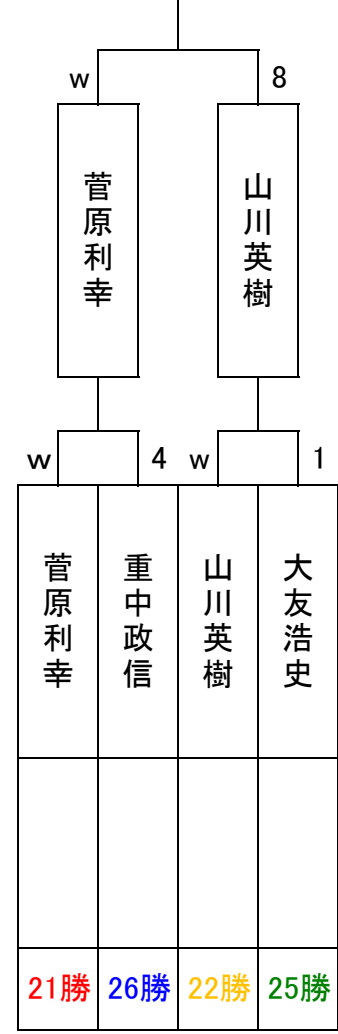 w 8
菅原利幸 山川英樹
w 4 w 1
菅原利幸 重中政信 山川英樹 大友浩史
21勝 26勝 22勝 25勝